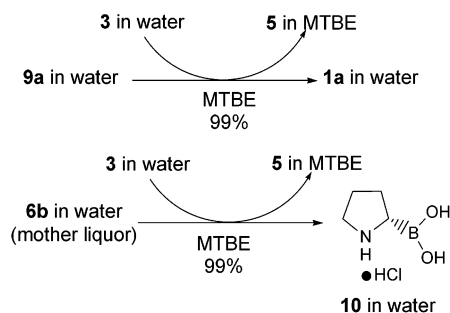 3 in water
5 in MTBE
9a in water
1a in water
MTBE
99%
3 in water
5 in MTBE
6b in water
(mother liquor)
MTBE
99%
OH
B
N
H
OH
●HCl
10 in water